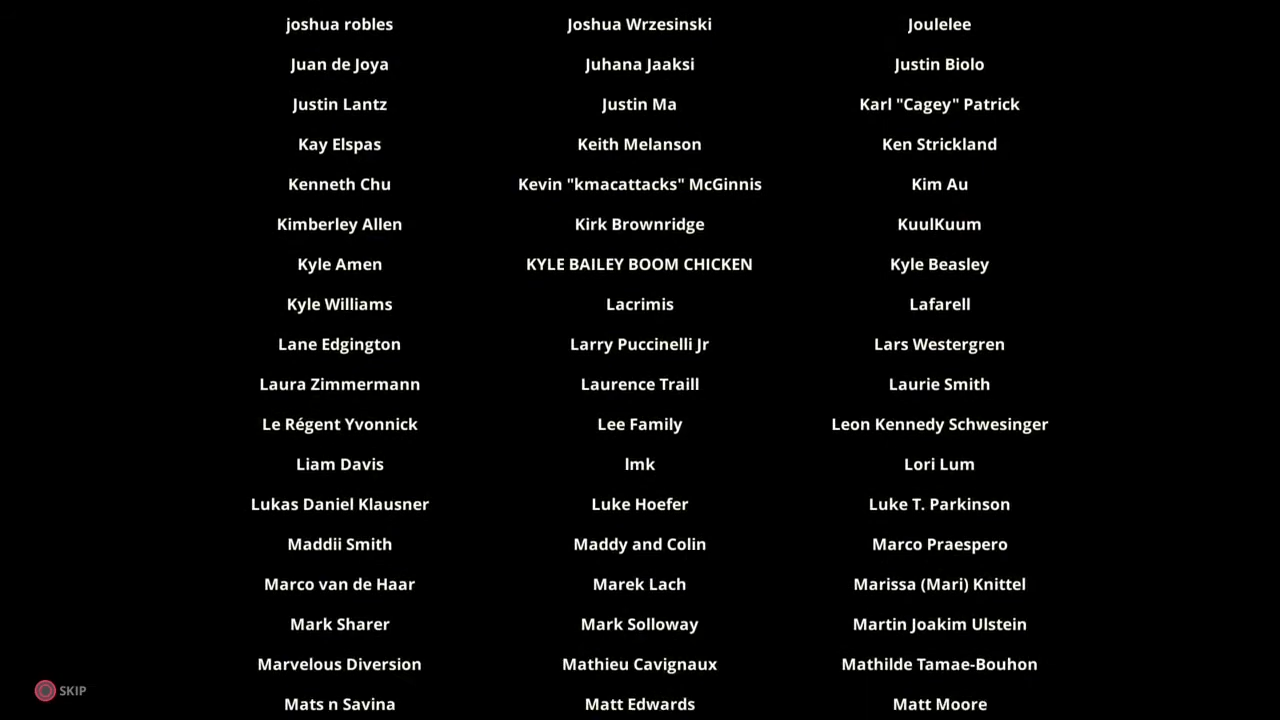 joshua robles Joshua Wrzesinski Joulelee
Juan de Joya Juhana Jaaksi Justin Biolo
Justin Lantz Justin Ma Karl "Cagey" Patrick
Kay Elspas Keith Melanson Ken Strickland
Kenneth Chu Kevin "kmacattacks" McGinnis Kim Au
Kimberley Allen Kirk Brownridge KuulKuum
Kyle Amen KYLE BAILEY BOOM CHICKEN Kyle Beasley
Kyle Williams Lacrimis Lafarell
Lane Edgington Larry Puccinelli Jr Lars Westergren
Laura Zimmermann Laurence Traill Laurie Smith
Le Régent Yvonnick Lee Family Leon Kennedy Schwesinger
Liam Davis lmk Lori Lum
Lukas Daniel Klausner Luke Hoefer Luke T. Parkinson
Maddii Smith Maddy and Colin Marco Praespero
Marco van de Haar Marek Lach Marissa (Mari) Knittel
Mark Sharer Mark Solloway Martin Joakim Ulstein
Marvelous Diversion Mathieu Cavignaux Mathilde Tamae-Bouhon
SKIP
Mats n Savina Matt Edwards Matt Moore